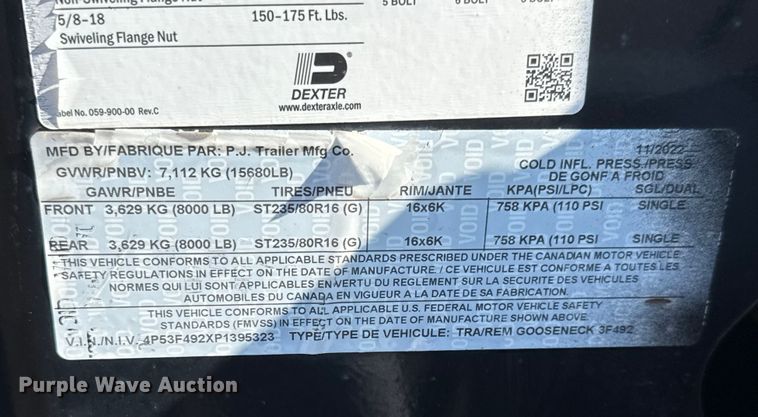 5/8-18 150-175 Ft. Lbs.
Swiveling Flange Nut
DEXTER
www.dexteraxle.com
abel No. 059-900-00 Rev.C
MFD BY/FABRIQUE PAR: P.J. Trailer Mfg Co. 11/2022
GVWR/PNBV: 7,112 KG (15680LB) COLD INFL. PRESS/PRESS
DE GONF A FROID
GAWR/PNBE TIRES/PNEU RIM/JANTE KPA(PSI/LPC) SGL/DUAL
FRONT 3,629 KG (8000 LB) ST235/80R16 (G) 16x6K 758 KPA (110 PSI SINGLE
REAR 3,629 KG (8000 LB) ST235/80R16 (G) 16x6K 758 KPA (110 PSI SINGLE
THIS VEHICLE CONFORMS TO ALL APPLICABLE STANDARDS PRESCRIBED UNDER THE CANADIAN MOTOR VEHICLE
SAFETY REGULATIONS IN EFFECT ON THE DATE OF MANUFACTURE. / CE VEHICULE EST CONFORME A TOUTES LES
NORMES QUI LUI SONT APPLICABLES EN VERTU DU REGLEMENT SUR LA SECURITE DES VEHICULES
AUTOMOBILES DU CANADA EN VIGUEUR A LA DATE DE SA FABRICATION.
THIS VEHICLE CONFORMS TO ALL APPLICABLE U.S. FEDERAL MOTOR VEHICLE SAFETY
STANDARDS (FMVSS) IN EFFECT ON THE DATE OF MANUFACTURE SHOWN ABOVE.
V.I.N./N.I.V. 4P53F492XP1395323 TYPE/TYPE DE VEHICULE: TRA/REM GOOSENECK 3F492
Purple Wave Auction